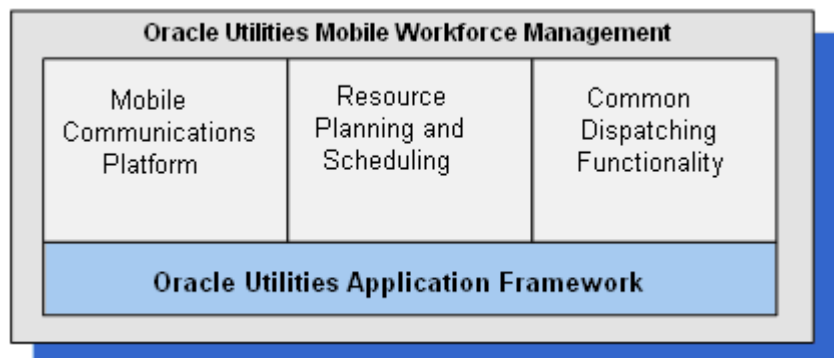 Oracle Utilities Mobile Workforce Management
Mobile
Communications
Platform
Resource
Planning and
Scheduling
Common
Dispatching
Functionality
Oracle Utilities Application Framework